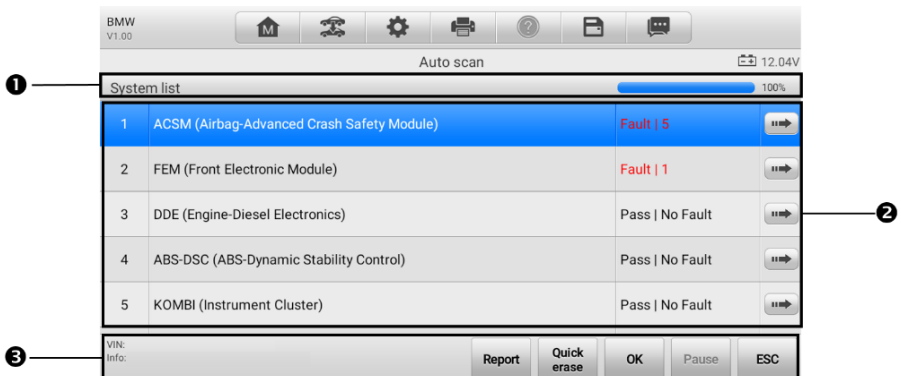 BMW
V1.00
M
?
Auto scan
12.04V
❶
System list
100%
1 ACSM (Airbag-Advanced Crash Safety Module) Fault | 5
2 FEM (Front Electronic Module) Fault | 1
3 DDE (Engine-Diesel Electronics) Pass | No Fault
❷
4 ABS-DSC (ABS-Dynamic Stability Control) Pass | No Fault
5 KOMBI (Instrument Cluster) Pass | No Fault
❸
VIN:
Info:
Report
Quick
erase
OK
Pause
ESC